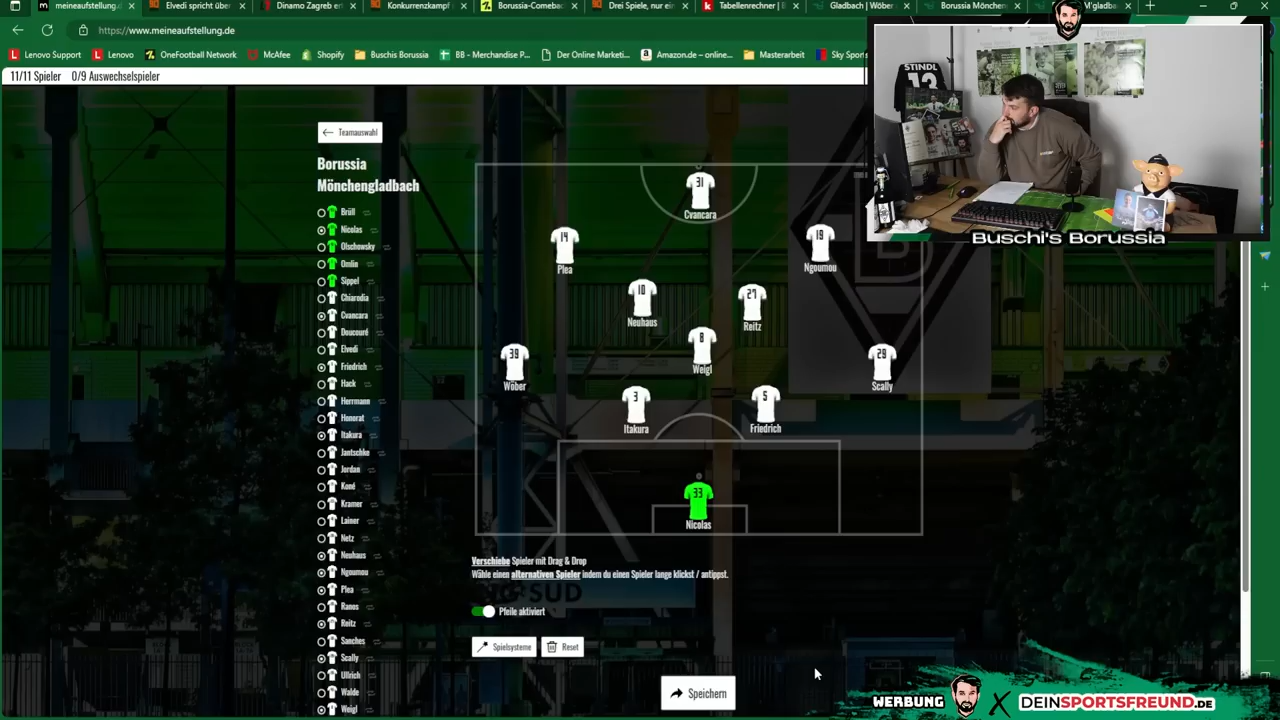 meineaufstellung.d
Elvedi spricht über
Dinamo Zagreb er
Konkurrenzkampf
Borussia-Comebac
Drei Spiele, nur ein
Tabellenrechner | B
Gladbach | Wöber
Borussia Mönchen
M'gladbac
https://www.meineaufstellung.de
Lenovo Support
Lenovo
OneFootball Network
McAfee
Shopify
Buschis Borussia
BB - Merchandise P...
Der Online Marketi...
Amazon.de – online...
Masterarbeit
Sky Sport
11/11 Spieler 0/9 Auswechselspieler
STINDL
13
Buschi's Borussia
Teamauswahl
Borussia
Mönchengladbach
Brüll
Nicolas
Olschowsky
Omlin
Sippel
Chiarodia
Cvancara
Doucouré
Elvedi
Friedrich
Hack
Herrmann
Honorat
Itakura
Jantschke
Jordan
Koné
Kramer
Lainer
Netz
Neuhaus
Ngoumou
Plea
Ranos
Reitz
Sanches
Scally
Ullrich
Walde
Weigl
31
Cvancara
14
Plea
19
Ngoumou
10
Neuhaus
27
Reitz
8
Weigl
39
Wöber
29
Scally
3
Itakura
5
Friedrich
33
Nicolas
Verschiebe Spieler mit Drag & Drop
Wähle einen alternativen Spieler indem du einen Spieler lange klickst / antippst.
SÜD
Pfeile aktiviert
Spielsysteme
Reset
Speichern
WERBUNG X DEINSPORTSFREUND.DE